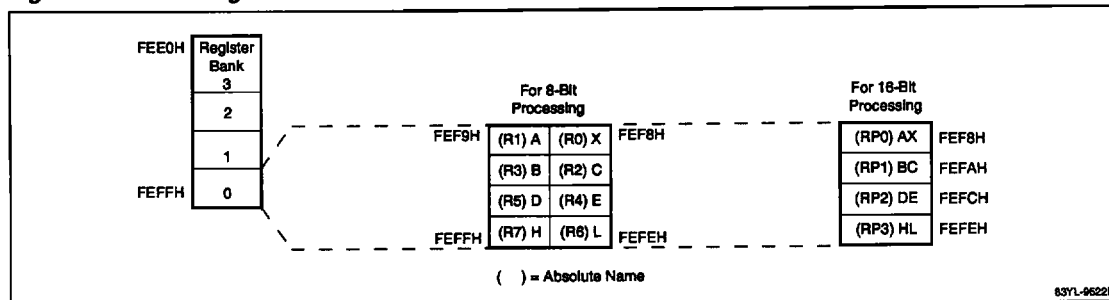 FEE0H
Register
Bank
3
2
1
FEFFH
0
For 8-Bit
Processing
FEF9H (R1) A (R0) X FEF8H
(R3) B (R2) C
(R5) D (R4) E
FEFFH (R7) H (R6) L FEFEH
( ) = Absolute Name
For 16-Bit
Processing
(RP0) AX FEF8H
(RP1) BC FEFAH
(RP2) DE FEFCH
(RP3) HL FEFEH